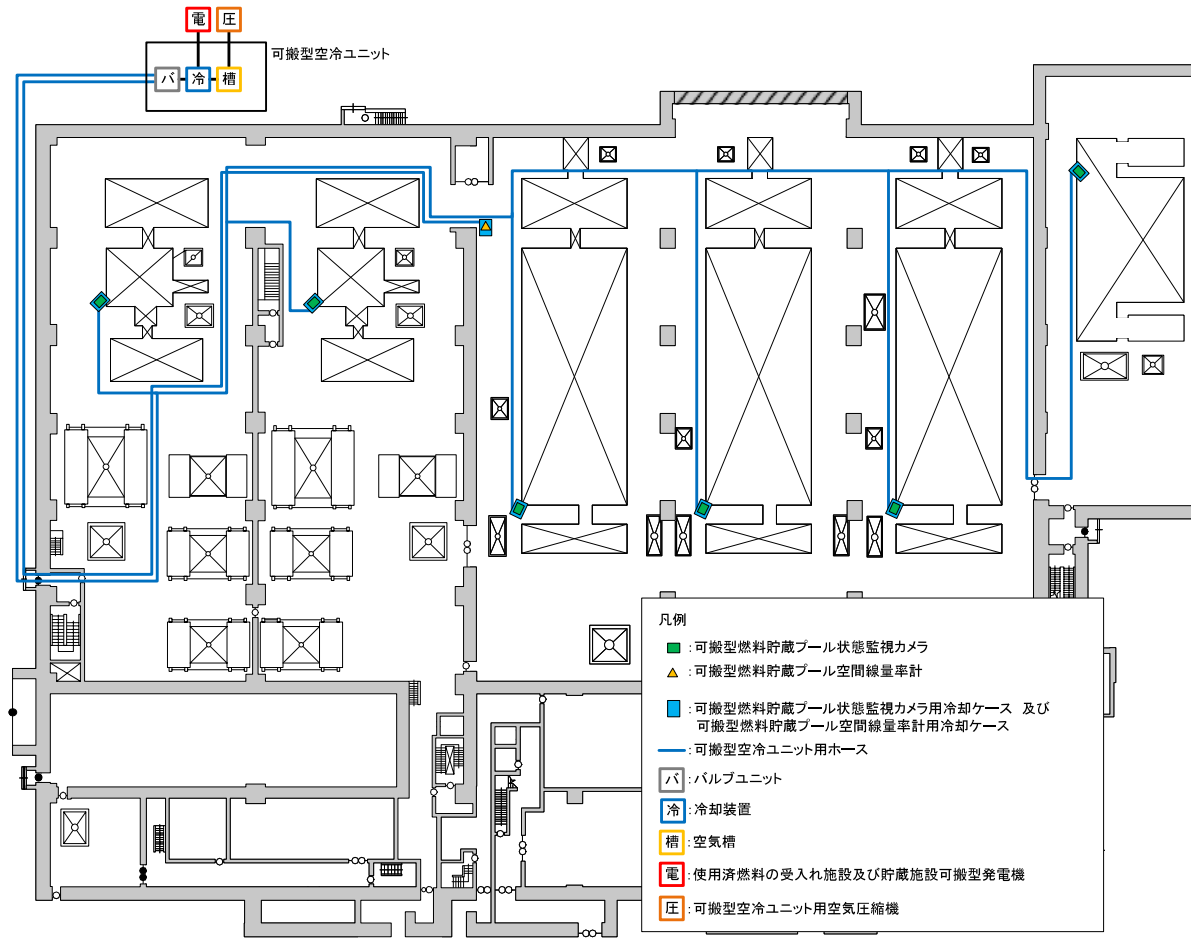 電 圧
可搬型空冷ユニット
バ 冷 槽
凡例
:可搬型燃料貯蔵プール状態監視カメラ
:可搬型燃料貯蔵プール空間線量率計
:可搬型燃料貯蔵プール状態監視カメラ用冷却ケース 及び
可搬型燃料貯蔵プール空間線量率計用冷却ケース
:可搬型空冷ユニット用ホース
バ:バルブユニット
冷:冷却装置
槽:空気槽
電:使用済燃料の受入れ施設及び貯蔵施設可搬型発電機
圧:可搬型空冷ユニット用空気圧縮機